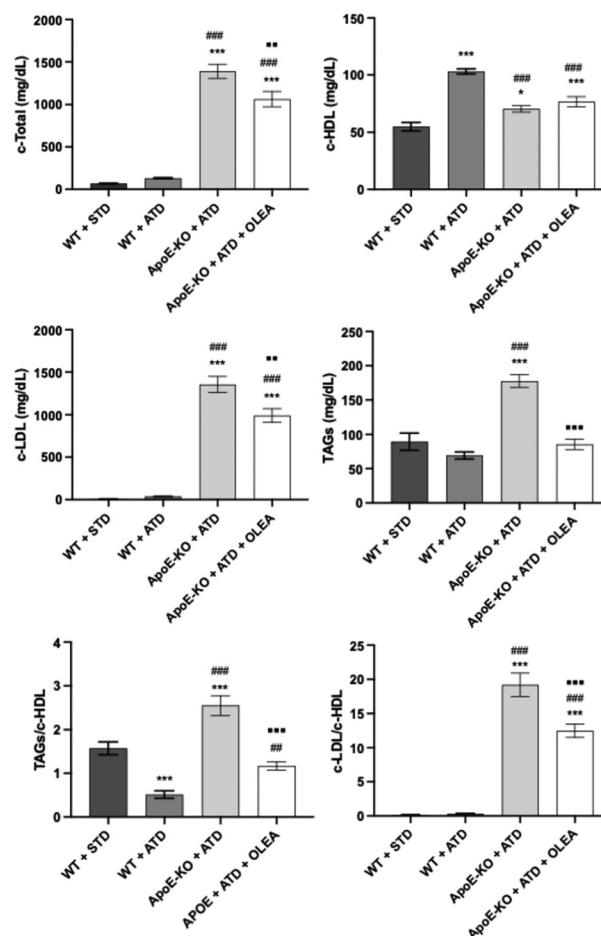 c-Total (mg/dL)
2000
1500
1000
500
0
###
***
▪▪
###
***
WT + STD
WT + ATD
ApoE-KO + ATD
ApoE-KO + ATD + OLEA
c-HDL (mg/dL)
150
100
50
0
***
###
*
###
***
WT + STD
WT + ATD
ApoE-KO + ATD
ApoE-KO + ATD + OLEA
c-LDL (mg/dL)
2000
1500
1000
500
0
###
***
▪▪
###
***
WT + STD
WT + ATD
ApoE-KO + ATD
ApoE-KO + ATD + OLEA
TAGs (mg/dL)
250
200
150
100
50
0
###
***
▪▪▪
WT + STD
WT + ATD
ApoE-KO + ATD
ApoE-KO + ATD + OLEA
TAGs/c-HDL
4
3
2
1
0
***
###
***
▪▪▪
##
WT + STD
WT + ATD
ApoE-KO + ATD
APOE + ATD + OLEA
c-LDL/c-HDL
25
20
15
10
5
0
###
***
▪▪▪
###
***
WT + STD
WT + ATD
ApoE-KO + ATD
ApoE-KO + ATD + OLEA